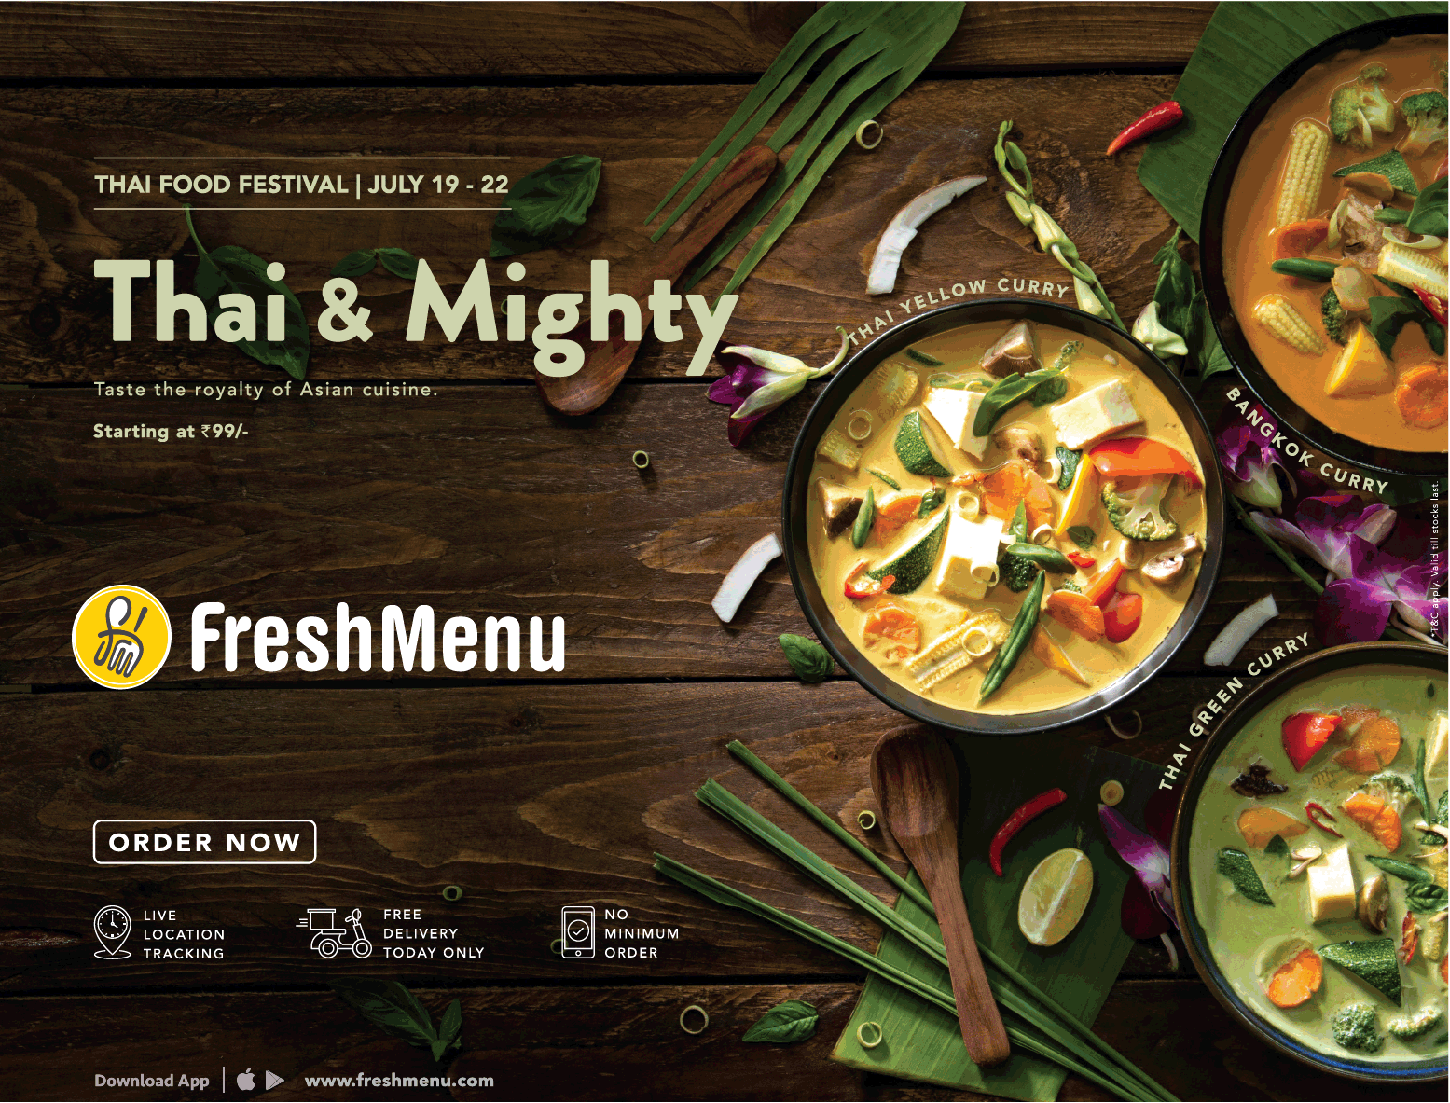 THAI FOOD FESTIVAL | JULY 19 - 22
Thai & Mighty
Taste the royalty of Asian cuisine.
Starting at ₹99/-
THAI YELLOW CURRY
BANGKOK CURRY
*T&C apply. Valid till stocks last.
THAI GREEN CURRY
FreshMenu
ORDER NOW
LIVE
LOCATION
TRACKING
FREE
DELIVERY
TODAY ONLY
NO
MINIMUM
ORDER
Download App | www.freshmenu.com